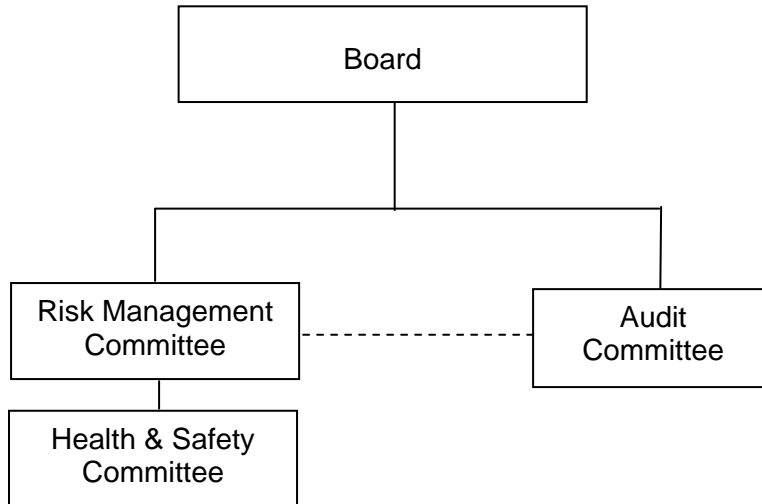 Board
Risk Management
Committee
Audit
Committee
Health & Safety
Committee